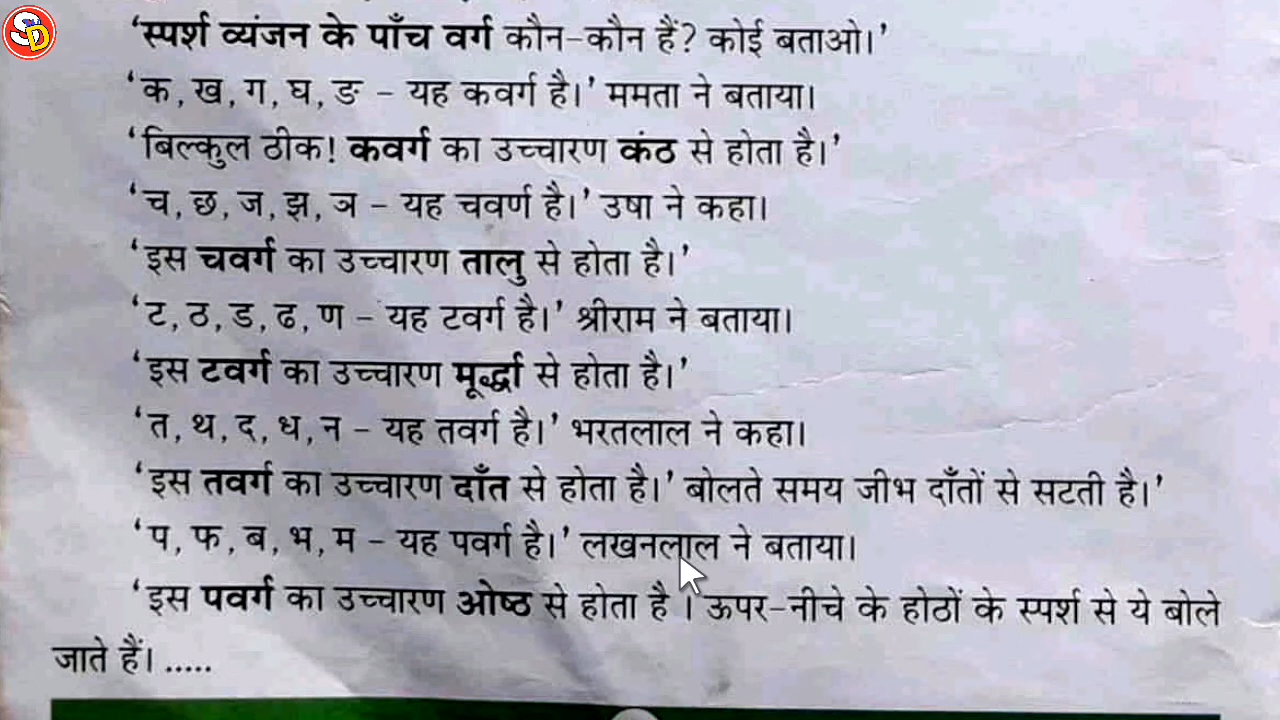 SD
‘स्पर्श व्यंजन के पाँच वर्ग कौन-कौन हैं? कोई बताओ।’
‘क, ख, ग, घ, ङ - यह कवर्ग है।’ ममता ने बताया।
‘बिल्कुल ठीक! कवर्ग का उच्चारण कंठ से होता है।’
‘च, छ, ज, झ, ञ - यह चवर्ण है।’ उषा ने कहा।
‘इस चवर्ग का उच्चारण तालु से होता है।’
‘ट, ठ, ड, ढ, ण - यह टवर्ग है।’ श्रीराम ने बताया।
‘इस टवर्ग का उच्चारण मूर्द्धा से होता है।’
‘त, थ, द, ध, न - यह तवर्ग है।’ भरतलाल ने कहा।
‘इस तवर्ग का उच्चारण दाँत से होता है।’ बोलते समय जीभ दाँतों से सटती है।’
‘प, फ, ब, भ, म - यह पवर्ग है।’ लखनलाल ने बताया।
‘इस पवर्ग का उच्चारण ओष्ठ से होता है । ऊपर-नीचे के होठों के स्पर्श से ये बोले
जाते हैं। .....